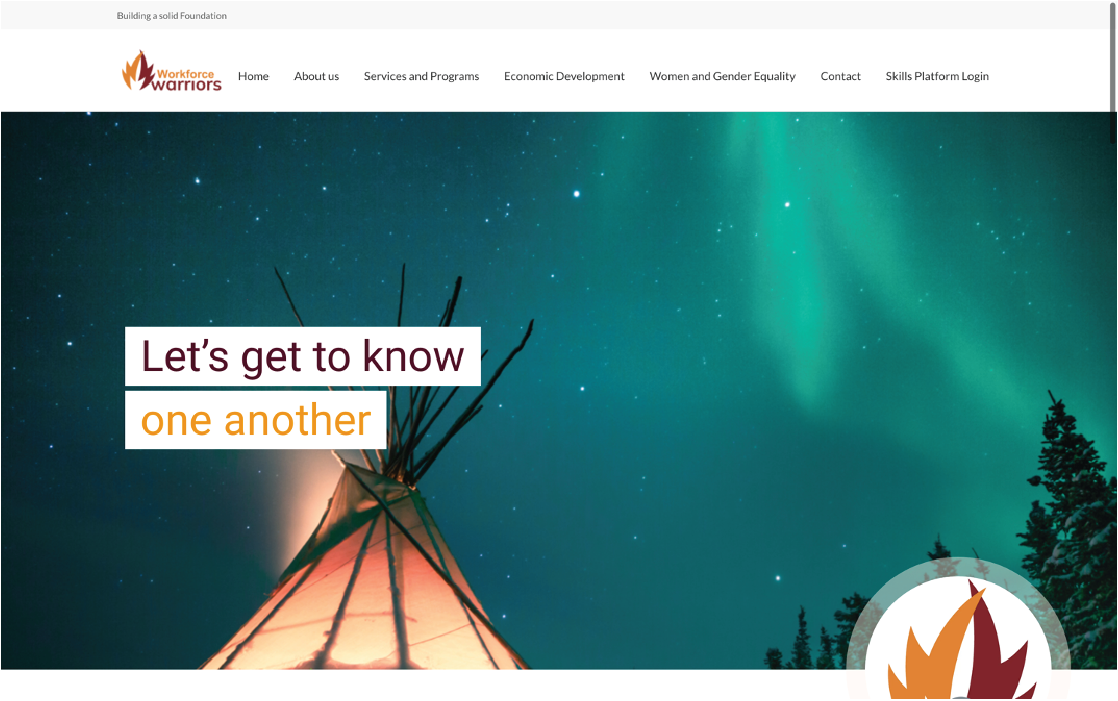 Building a solid Foundation
Workforce
warriors
Home About us Services and Programs Economic Development Women and Gender Equality Contact Skills Platform Login
Let's get to know
one another